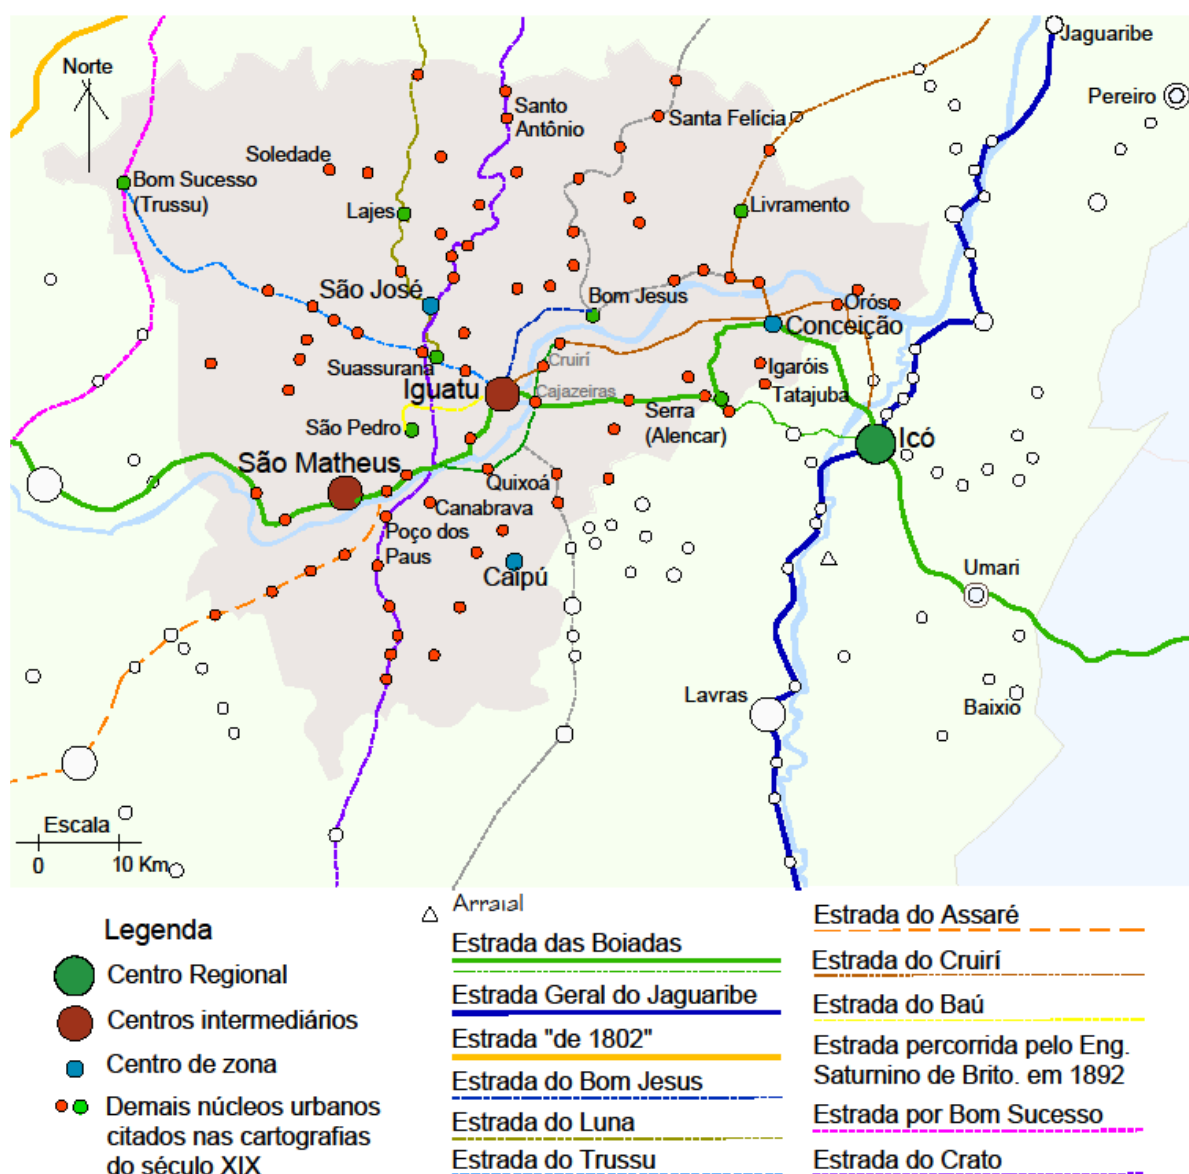 Jaguaribe
Norte
Pereiro
Santo
Antônio
Santa Felícia
Soledade
Bom Sucesso
(Trussu)
Lajes
Livramento
São José
Bom Jesus
Orós
Conceição
Suassurana
Cruirí
Igaróis
Iguatu
Cajazeiras
Tatajuba
Serra
(Alencar)
São Pedro
Icó
São Matheus
Quixoá
Canabrava
Poço dos
Paus
Caipú
Umari
Lavras
Baixio
Escala
0 10 Km
Legenda
Centro Regional
Centros intermediários
Centro de zona
Demais núcleos urbanos
citados nas cartografias
do século XIX
Arraial
Estrada das Boiadas
Estrada Geral do Jaguaribe
Estrada "de 1802"
Estrada do Bom Jesus
Estrada do Luna
Estrada do Trussu
Estrada do Assaré
Estrada do Cruirí
Estrada do Baú
Estrada percorrida pelo Eng.
Saturnino de Brito. em 1892
Estrada por Bom Sucesso
Estrada do Crato